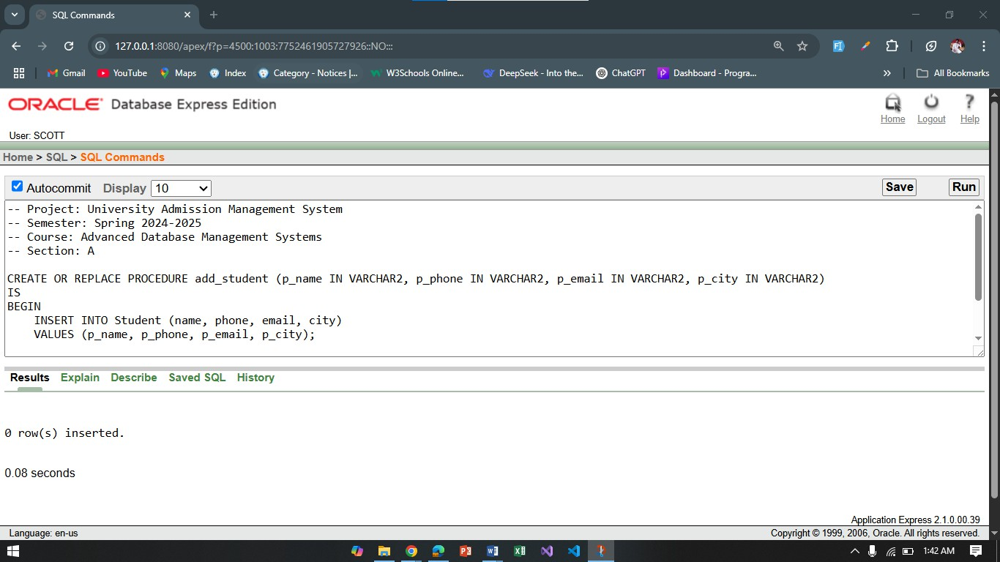 SQL Commands
127.0.0.1:8080/apex/f?p=4500:1003:7752461905727926::NO:::
Gmail YouTube Maps Index Category - Notices |... W3Schools Online... DeepSeek - Into the... ChatGPT Dashboard - Progra... » All Bookmarks
ORACLE Database Express Edition
Home Logout Help
User: SCOTT
Home > SQL > SQL Commands
Autocommit Display 10 Save Run
-- Project: University Admission Management System
-- Semester: Spring 2024-2025
-- Course: Advanced Database Management Systems
-- Section: A
CREATE OR REPLACE PROCEDURE add_student (p_name IN VARCHAR2, p_phone IN VARCHAR2, p_email IN VARCHAR2, p_city IN VARCHAR2)
IS
BEGIN
    INSERT INTO Student (name, phone, email, city)
    VALUES (p_name, p_phone, p_email, p_city);
Results Explain Describe Saved SQL History
0 row(s) inserted.
0.08 seconds
Application Express 2.1.0.00.39
Language: en-us Copyright © 1999, 2006, Oracle. All rights reserved.
1:42 AM